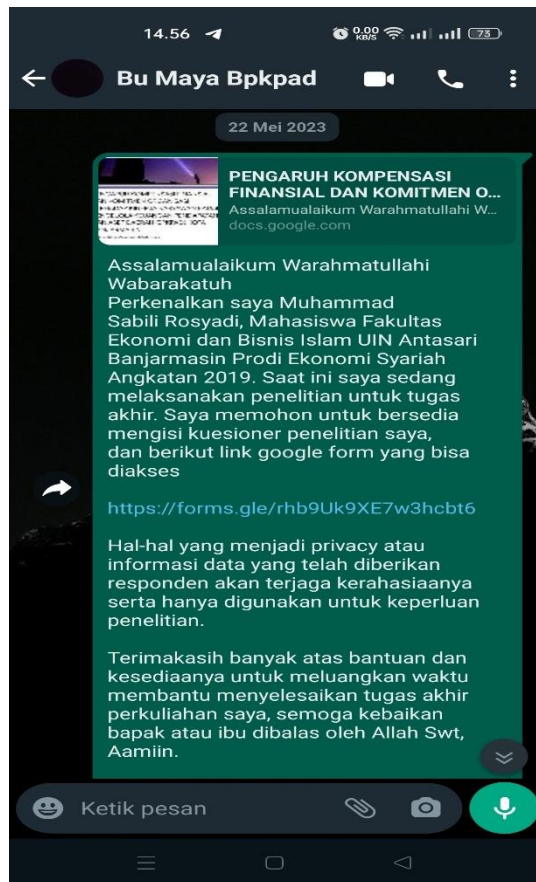 14.56
0.00 KB/S
73
Bu Maya Bpkpad
22 Mei 2023
PENGARUH KOMPENSASI
FINANSIAL DAN KOMITMEN O...
Assalamualaikum Warahmatullahi W...
docs.google.com
Assalamualaikum Warahmatullahi
Wabarakatuh
Perkenalkan saya Muhammad
Sabili Rosyadi, Mahasiswa Fakultas
Ekonomi dan Bisnis Islam UIN Antasari
Banjarmasin Prodi Ekonomi Syariah
Angkatan 2019. Saat ini saya sedang
melaksanakan penelitian untuk tugas
akhir. Saya memohon untuk bersedia
mengisi kuesioner penelitian saya,
dan berikut link google form yang bisa
diakses
https://forms.gle/rhb9Uk9XE7w3hcbt6
Hal-hal yang menjadi privacy atau
informasi data yang telah diberikan
responden akan terjaga kerahasiaanya
serta hanya digunakan untuk keperluan
penelitian.
Terimakasih banyak atas bantuan dan
kesediaanya untuk meluangkan waktu
membantu menyelesaikan tugas akhir
perkuliahan saya, semoga kebaikan
bapak atau ibu dibalas oleh Allah Swt,
Aamiin.
Ketik pesan